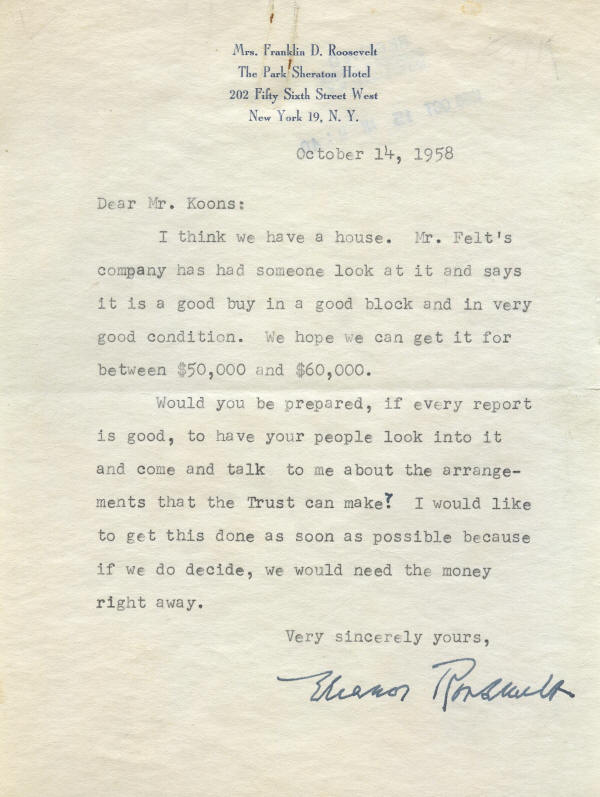 Mrs. Franklin D. Roosevelt
The Park Sheraton Hotel
202 Fifty Sixth Street West
New York 19, N. Y.
October 14, 1958
Dear Mr. Koons:
I think we have a house. Mr. Felt's
company has had someone look at it and says
it is a good buy in a good block and in very
good condition. We hope we can get it for
between $50,000 and $60,000.
Would you be prepared, if every report
is good, to have your people look into it
and come and talk to me about the arrange-
ments that the Trust can make? I would like
to get this done as soon as possible because
if we do decide, we would need the money
right away.
Very sincerely yours,
Eleanor Roosevelt